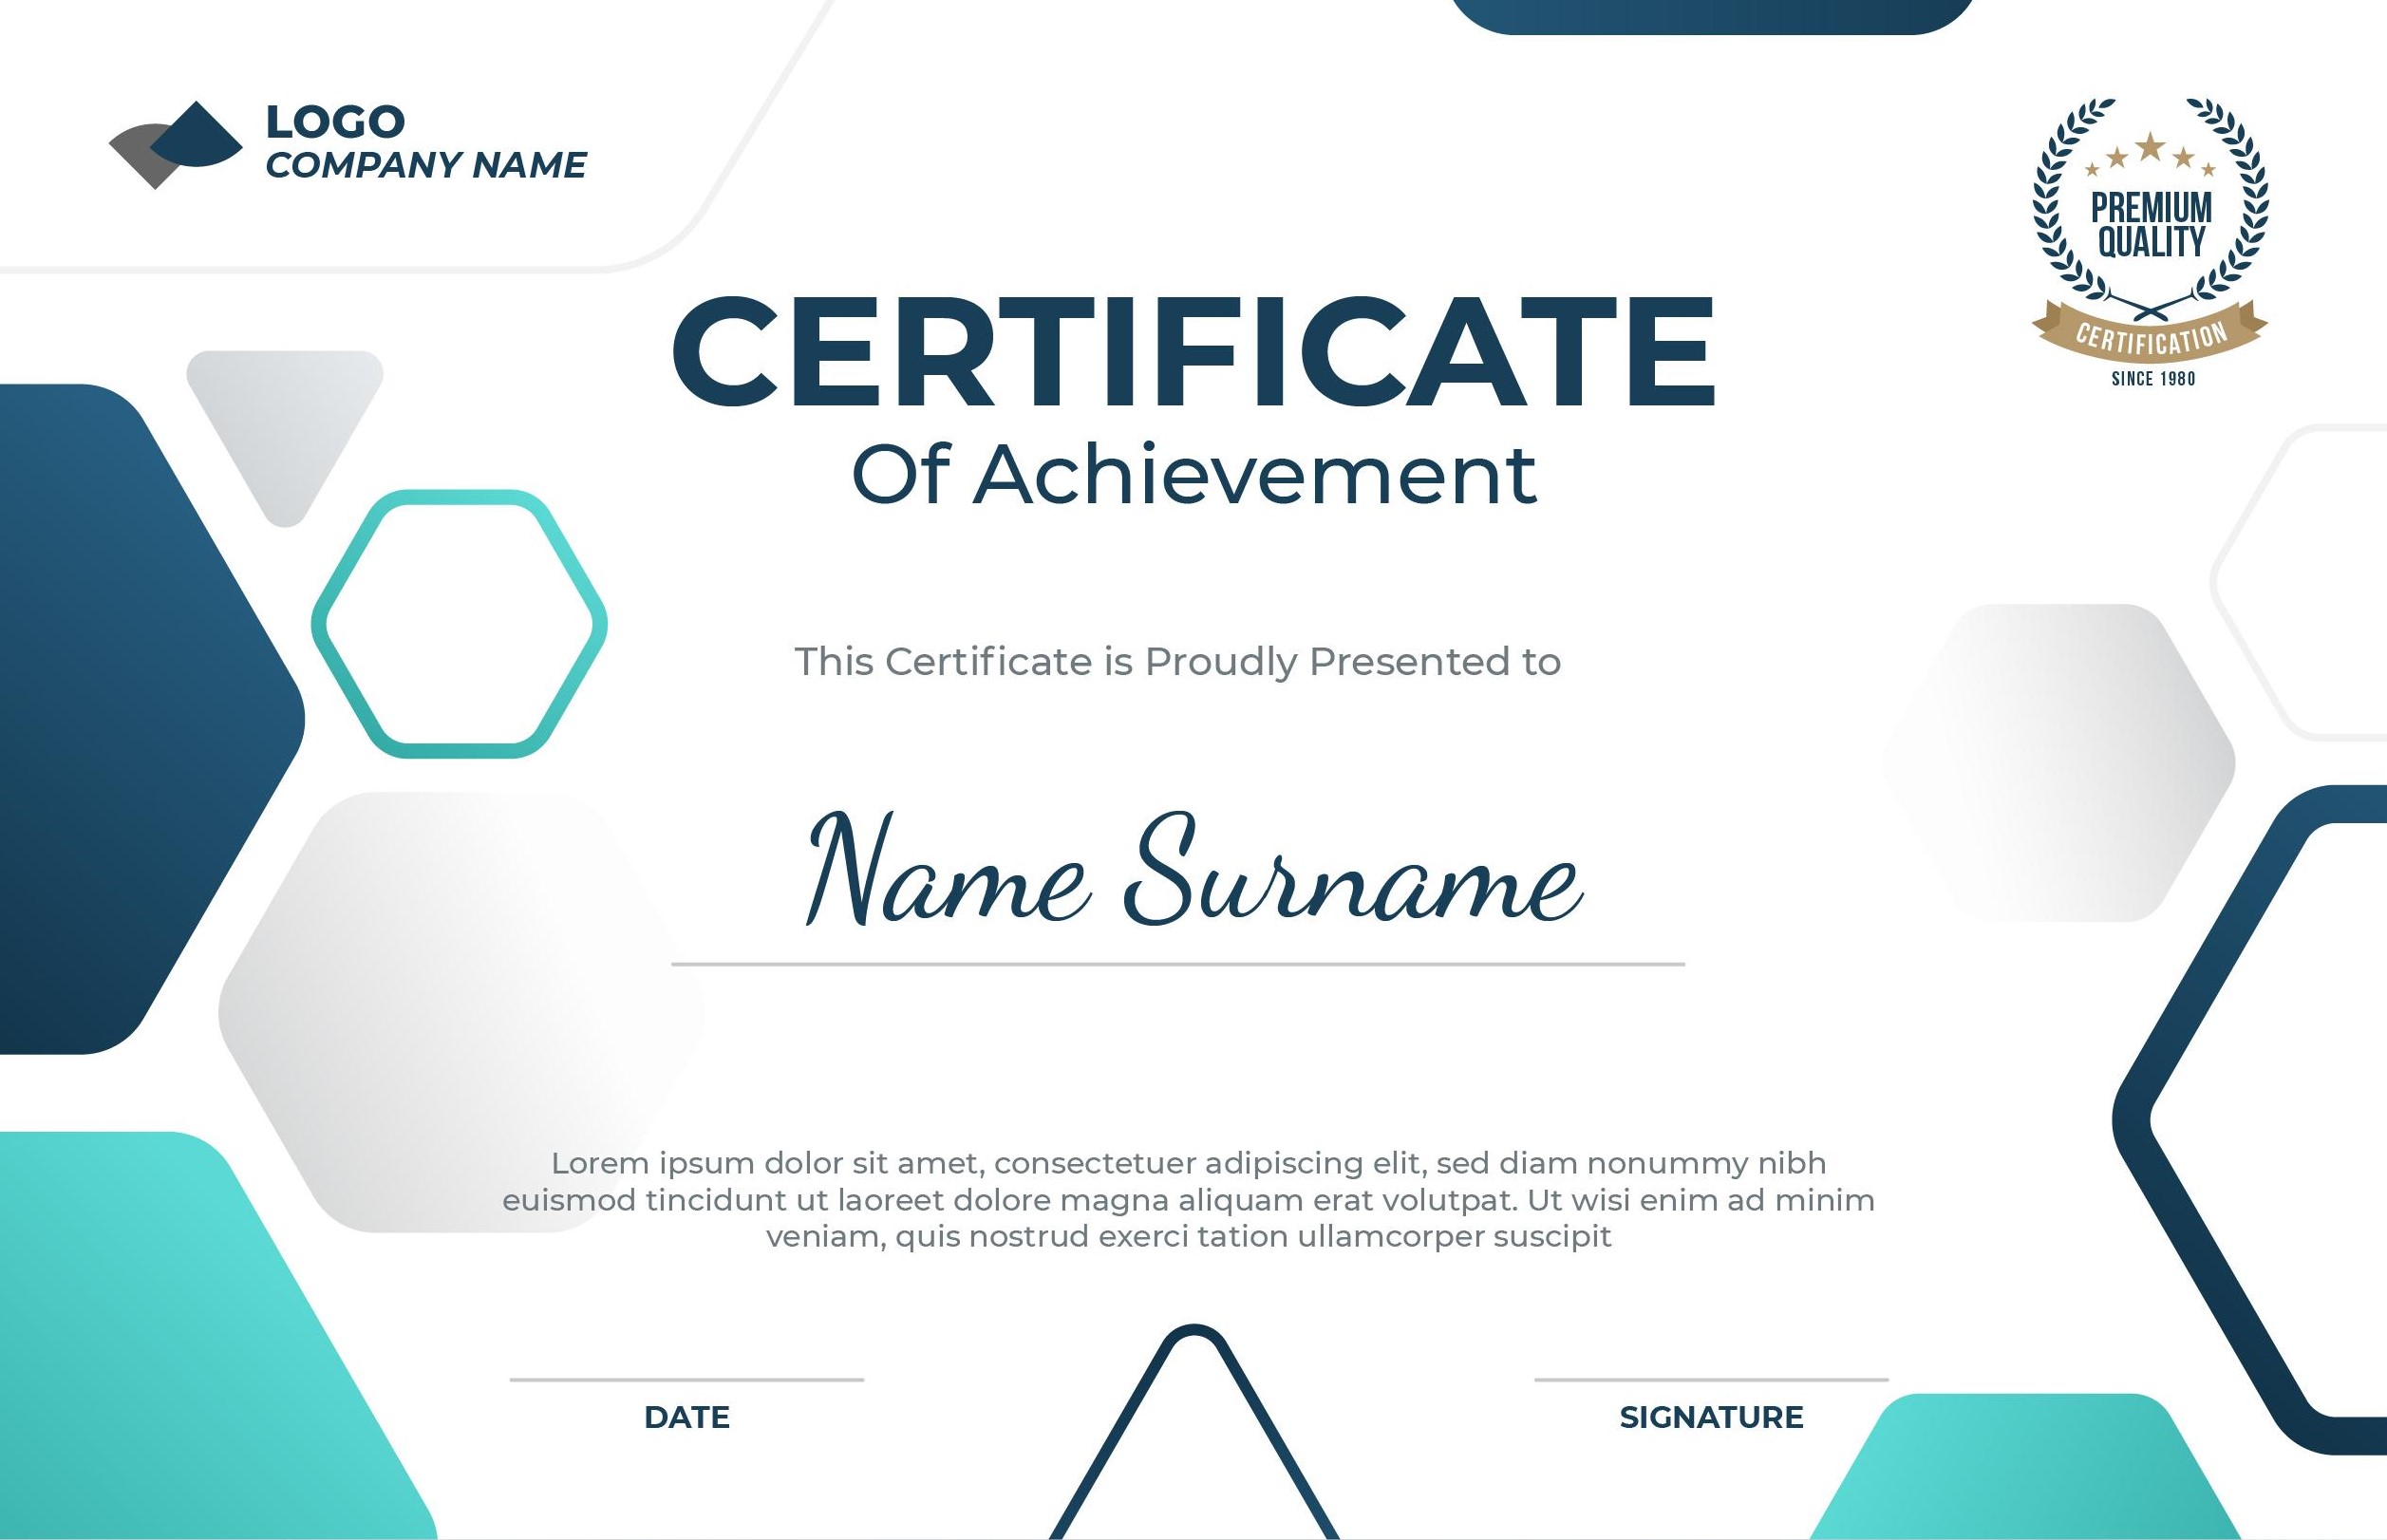 LOGO
COMPANY NAME
PREMIUM
QUALITY
CERTIFICATION
SINCE 1980
CERTIFICATE
Of Achievement
This Certificate is Proudly Presented to
Name Surname
Lorem ipsum dolor sit amet, consectetuer adipiscing elit, sed diam nonummy nibh
euismod tincidunt ut laoreet dolore magna aliquam erat volutpat. Ut wisi enim ad minim
veniam, quis nostrud exerci tation ullamcorper suscipit
DATE
SIGNATURE